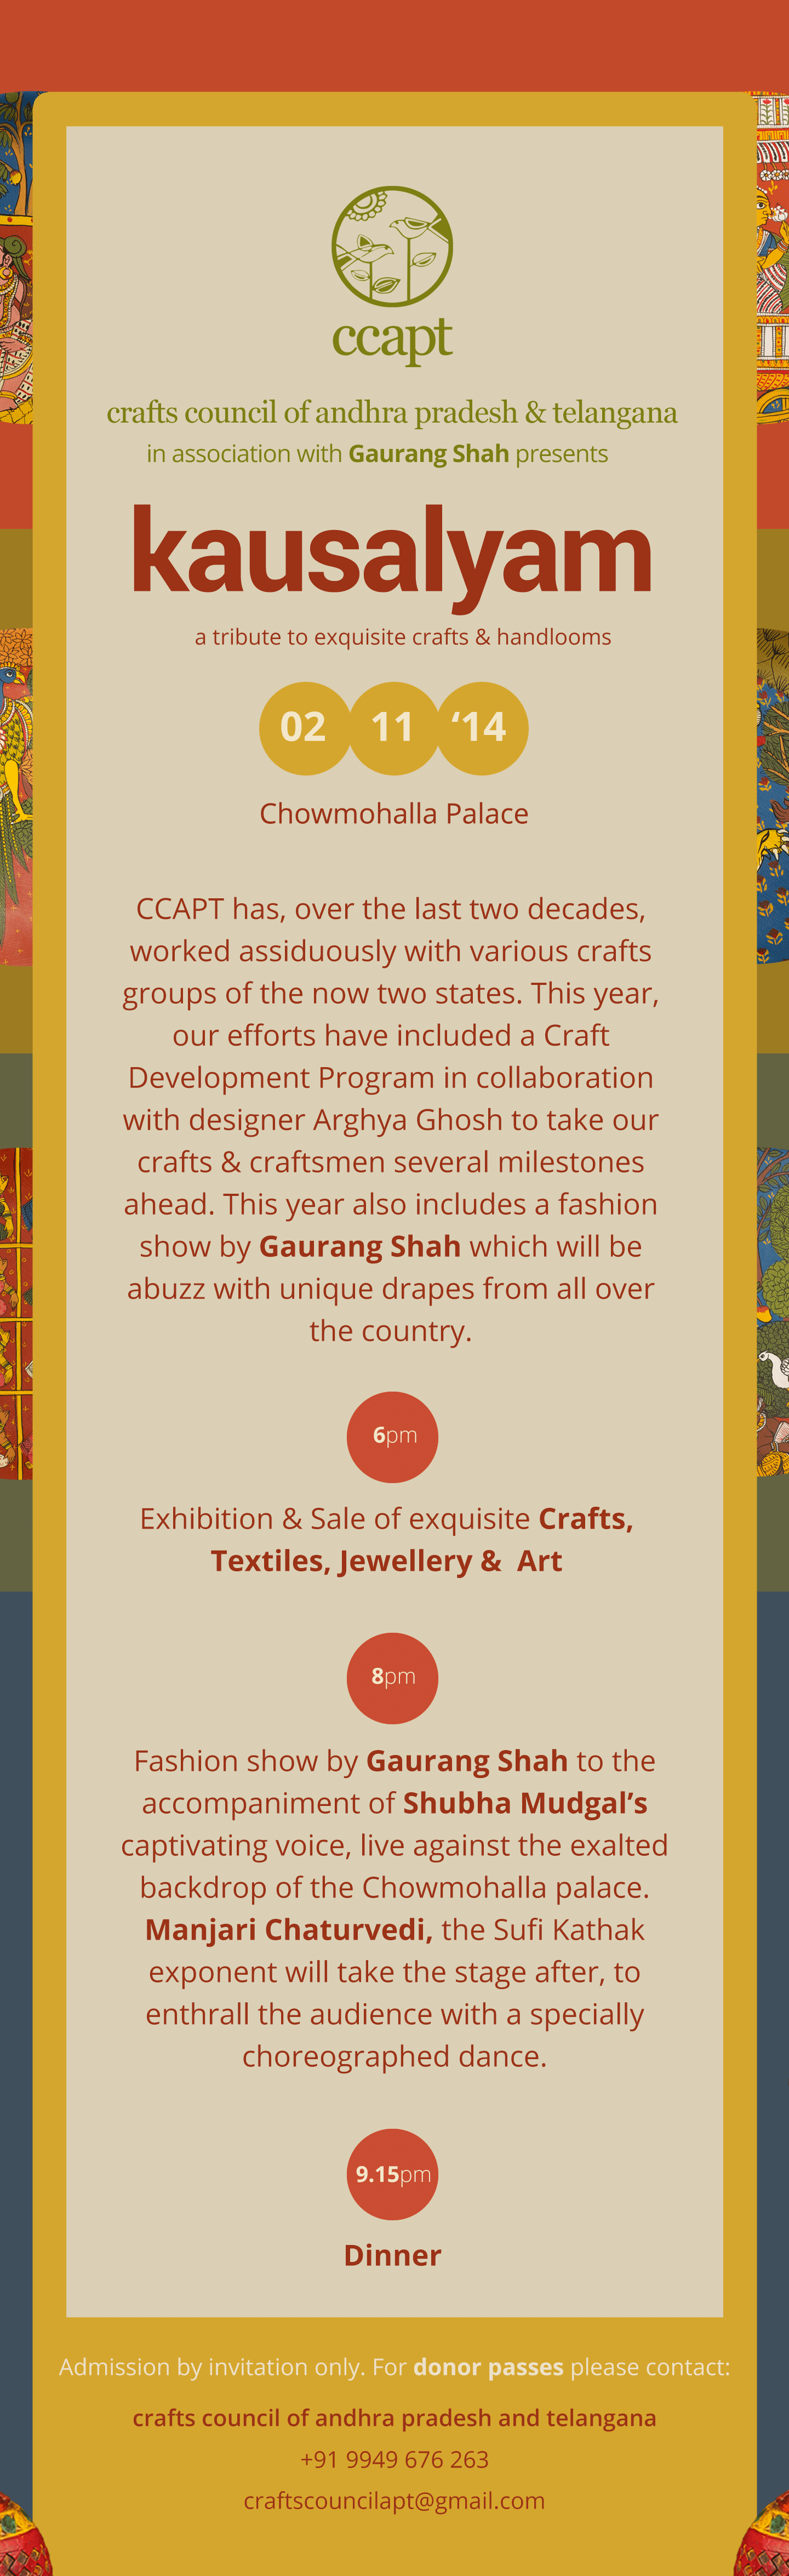 ccapt
crafts council of andhra pradesh & telangana
in association with Gaurang Shah presents
kausalyam
a tribute to exquisite crafts & handlooms
02 11 ‘14
Chowmohalla Palace
CCAPT has, over the last two decades,
worked assiduously with various crafts
groups of the now two states. This year,
our efforts have included a Craft
Development Program in collaboration
with designer Arghya Ghosh to take our
crafts & craftsmen several milestones
ahead. This year also includes a fashion
show by Gaurang Shah which will be
abuzz with unique drapes from all over
the country.
6pm
Exhibition & Sale of exquisite Crafts,
Textiles, Jewellery &  Art
8pm
Fashion show by Gaurang Shah to the
accompaniment of Shubha Mudgal’s
captivating voice, live against the exalted
backdrop of the Chowmohalla palace.
Manjari Chaturvedi, the Sufi Kathak
exponent will take the stage after, to
enthrall the audience with a specially
choreographed dance.
9.15pm
Dinner
Admission by invitation only. For donor passes please contact:
crafts council of andhra pradesh and telangana
+91 9949 676 263
craftscouncilapt@gmail.com